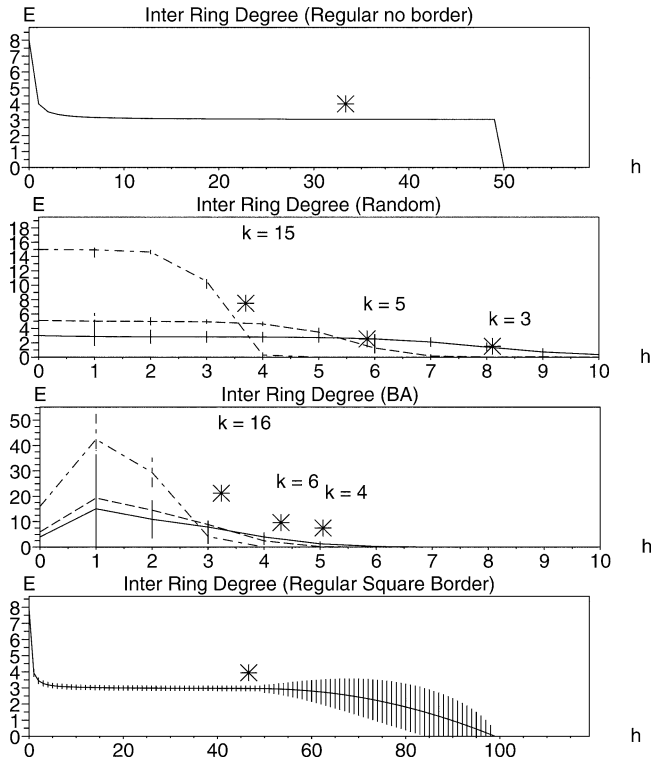 E Inter Ring Degree (Regular no border)
8
7
6
5
4
3
2
1
0
0 10 20 30 40 50 h
E Inter Ring Degree (Random)
18
16
14
12
10
8
6
4
2
0
k = 15
k = 5
k = 3
0 1 2 3 4 5 6 7 8 9 10 h
E Inter Ring Degree (BA)
50
40
30
20
10
0
k = 16
k = 6
k = 4
0 1 2 3 4 5 6 7 8 9 10 h
E Inter Ring Degree (Regular Square Border)
8
7
6
5
4
3
2
1
0
0 20 40 60 80 100 h